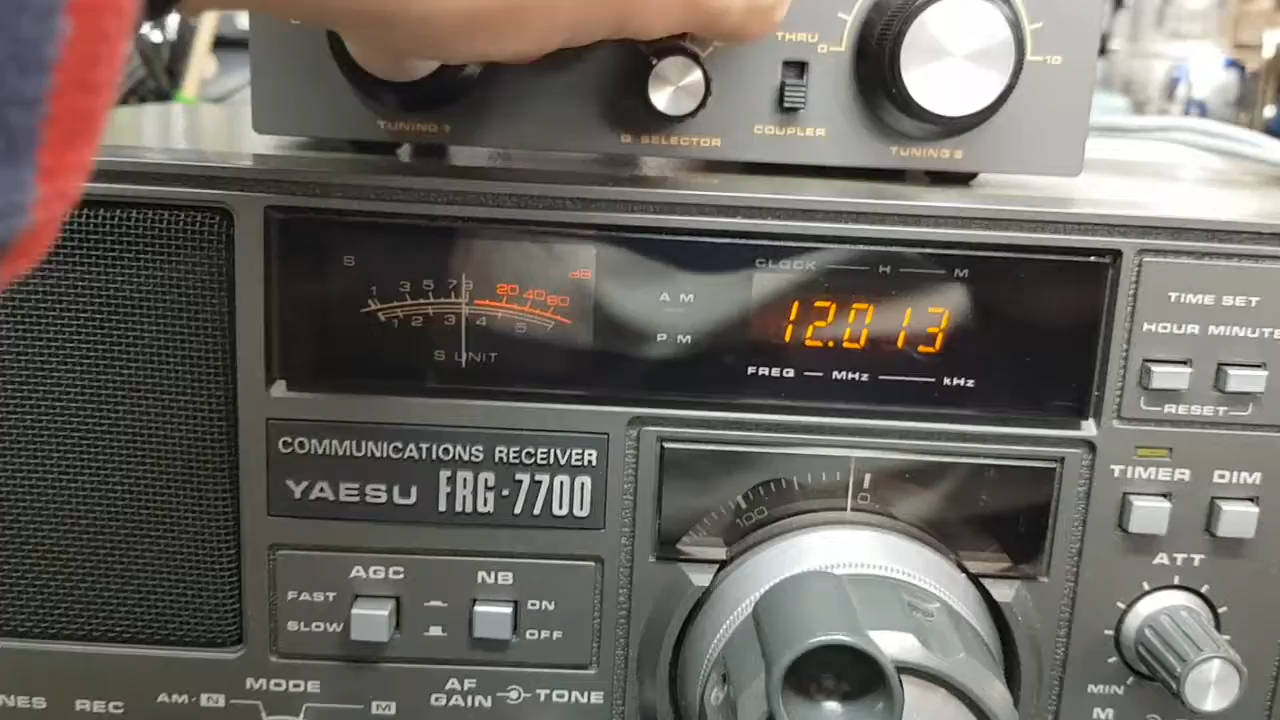 THRU
0
10
TUNING 1
Q SELECTOR
COUPLER
TUNING 2
CLOCK H M
S
dB
1 3 5 7 9 20 40 60
1 2 3 4 5
S UNIT
AM
PM
12.013
FREQ MHz kHz
TIME SET
HOUR MINUTE
RESET
COMMUNICATIONS RECEIVER
YAESU FRG-7700
100
0
TIMER DIM
ATT
MIN
AGC NB
FAST
SLOW
ON
OFF
REC
MODE
AM-N
M
AF
GAIN
TONE
M